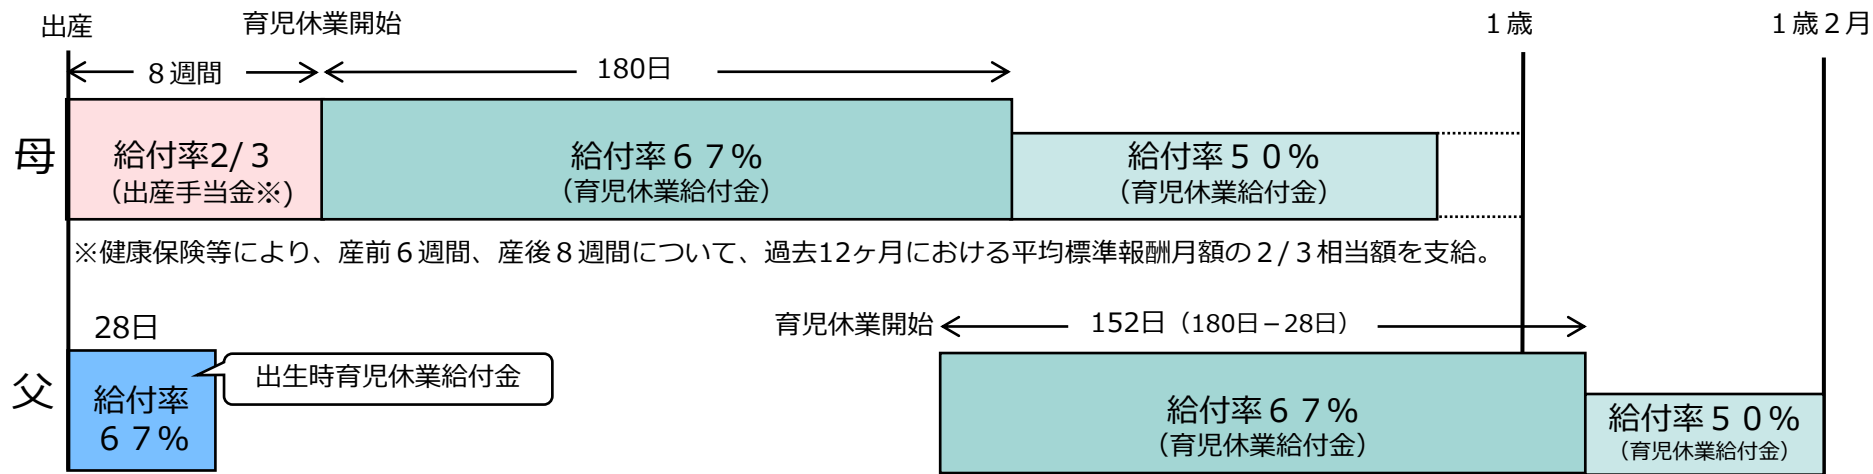 出産
育児休業開始
１歳
１歳２月
８週間
180日
母
給付率2/３
（出産手当金※)
給付率６７％
（育児休業給付金）
給付率５０％
（育児休業給付金）
※健康保険等により、産前６週間、産後８週間について、過去12ヶ月における平均標準報酬月額の２/３相当額を支給。
28日
育児休業開始
152日（180日－28日）
父
給付率
６７％
出生時育児休業給付金
給付率６７％
（育児休業給付金）
給付率５０％
（育児休業給付金）